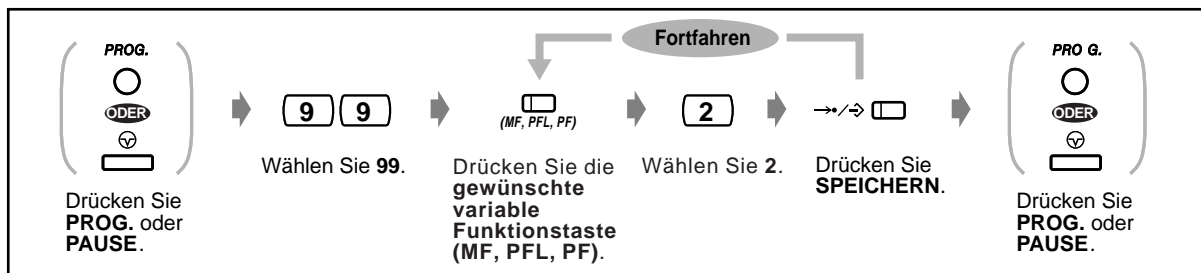 Fortfahren
PROG.
ODER
Drücken Sie
PROG. oder
PAUSE.
9 9
Wählen Sie 99.
(MF, PFL, PF)
Drücken Sie die
gewünschte
variable
Funktionstaste
(MF, PFL, PF).
2
Wählen Sie 2.
Drücken Sie
SPEICHERN.
PRO G.
ODER
Drücken Sie
PROG. oder
PAUSE.